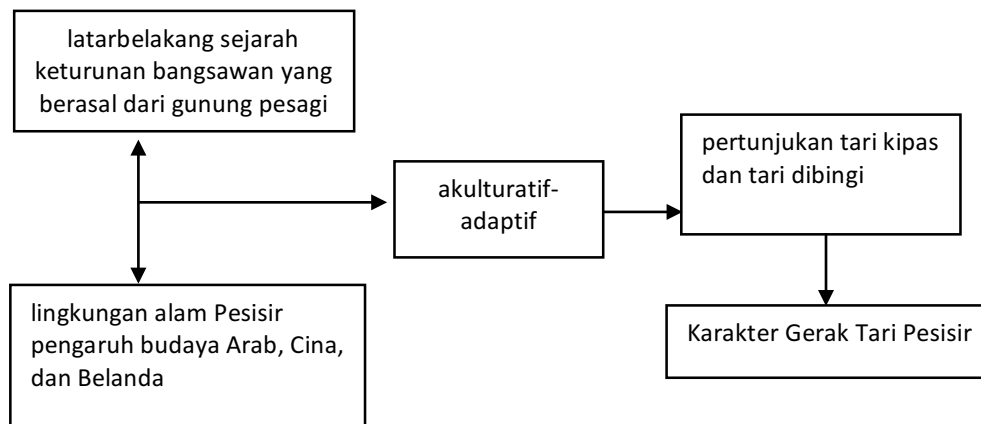 latarbelakang sejarah
keturunan bangsawan yang
berasal dari gunung pesagi
pertunjukan tari kipas
dan tari dibingi
akulturatif-
adaptif
lingkungan alam Pesisir
pengaruh budaya Arab, Cina,
dan Belanda
Karakter Gerak Tari Pesisir